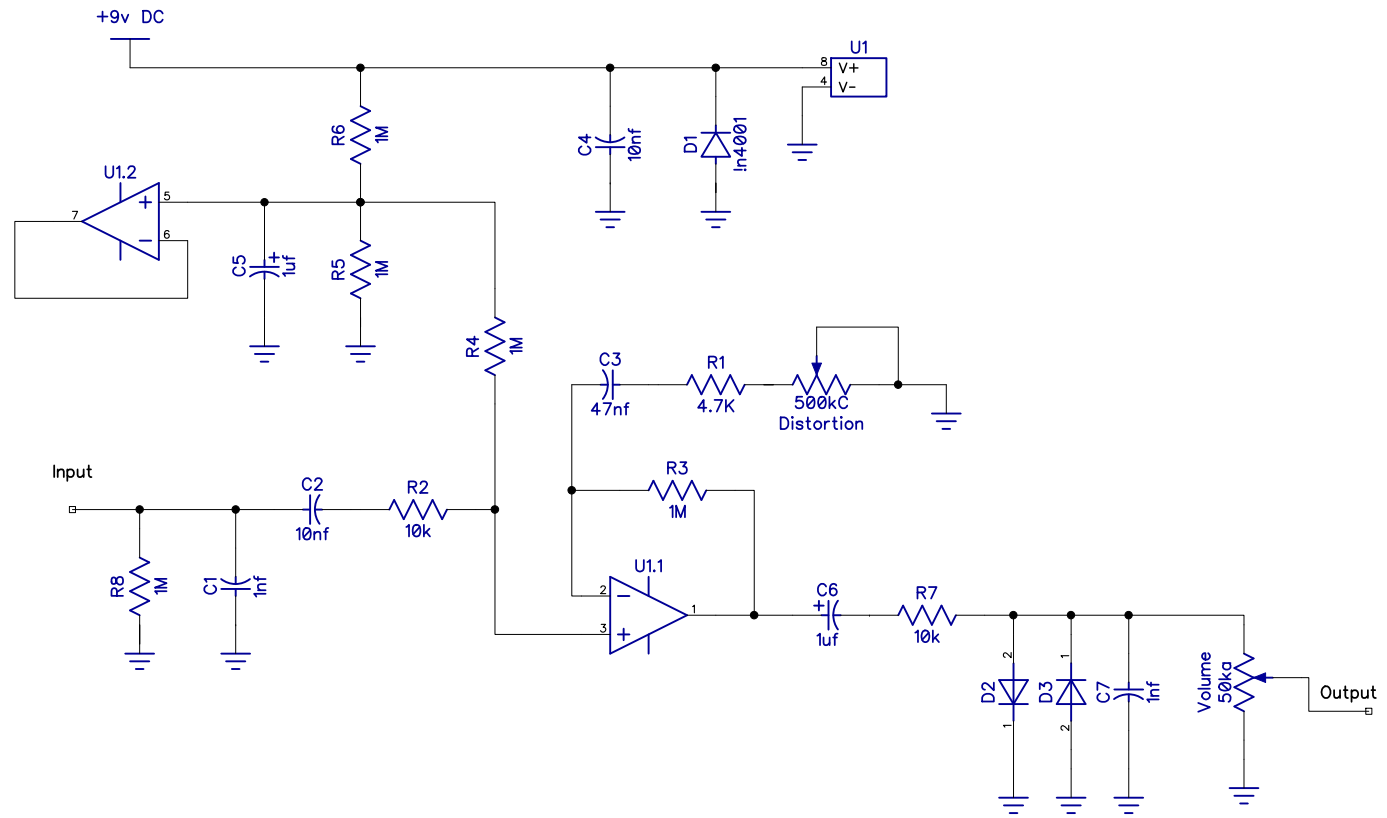 +9v DC
U1
8 V+
4 V-
R6
1M
C4
10nf
D1
!n4001
U1.2
5
7
6
C5
+
1uf
R5
1M
R4
1M
C3
47nf
R1
4.7K
500kC
Distortion
Input
C2
10nf
R2
10k
R3
1M
R8
1M
C1
1nf
U1.1
2
3
1
C6
+
1uf
R7
10k
2
D2
1
1
D3
2
C7
1nf
Volume
50ka
Output